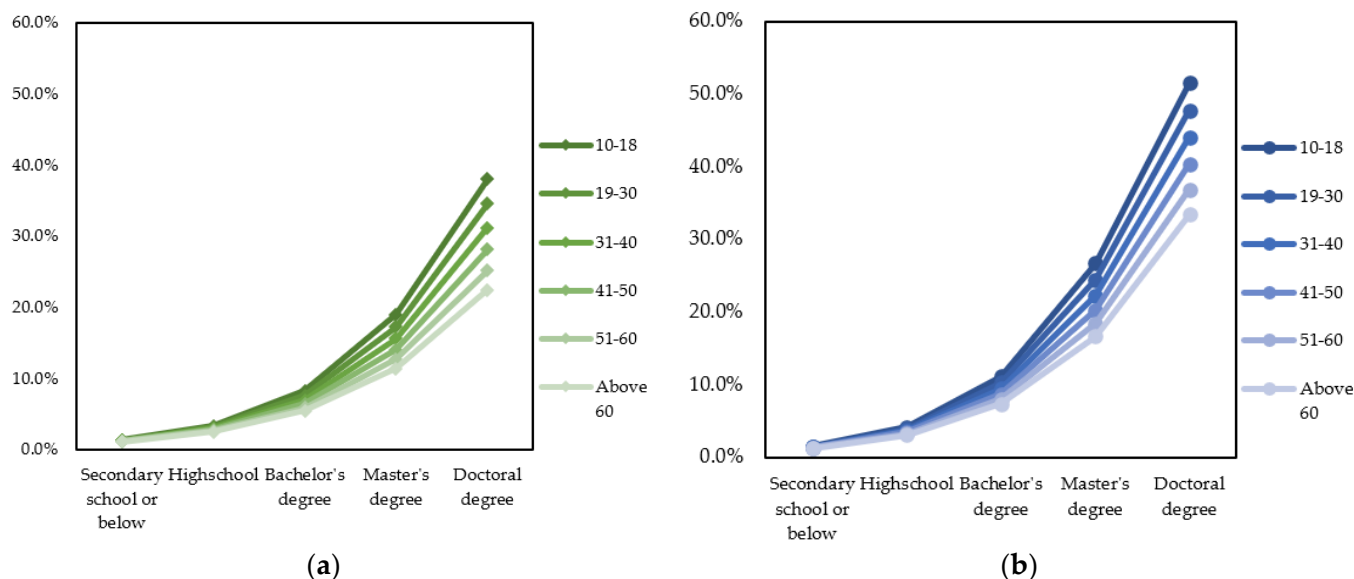 60.0%
50.0%
40.0%
30.0%
20.0%
10.0%
0.0%
Secondary school or below
Highschool
Bachelor's degree
Master's degree
Doctoral degree
10-18
19-30
31-40
41-50
51-60
Above 60
(a)
60.0%
50.0%
40.0%
30.0%
20.0%
10.0%
0.0%
Secondary school or below
Highschool
Bachelor's degree
Master's degree
Doctoral degree
10-18
19-30
31-40
41-50
51-60
Above 60
(b)